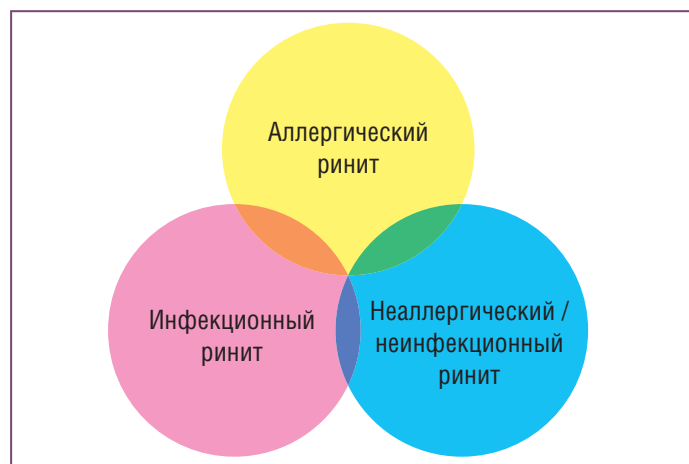 Аллергический
ринит
Инфекционный
ринит
Неаллергический /
неинфекционный
ринит